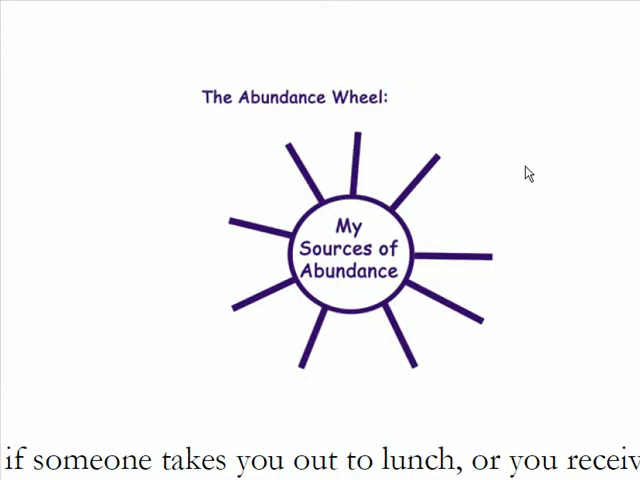 The Abundance Wheel:
My
Sources of
Abundance
if someone takes you out to lunch, or you receiv